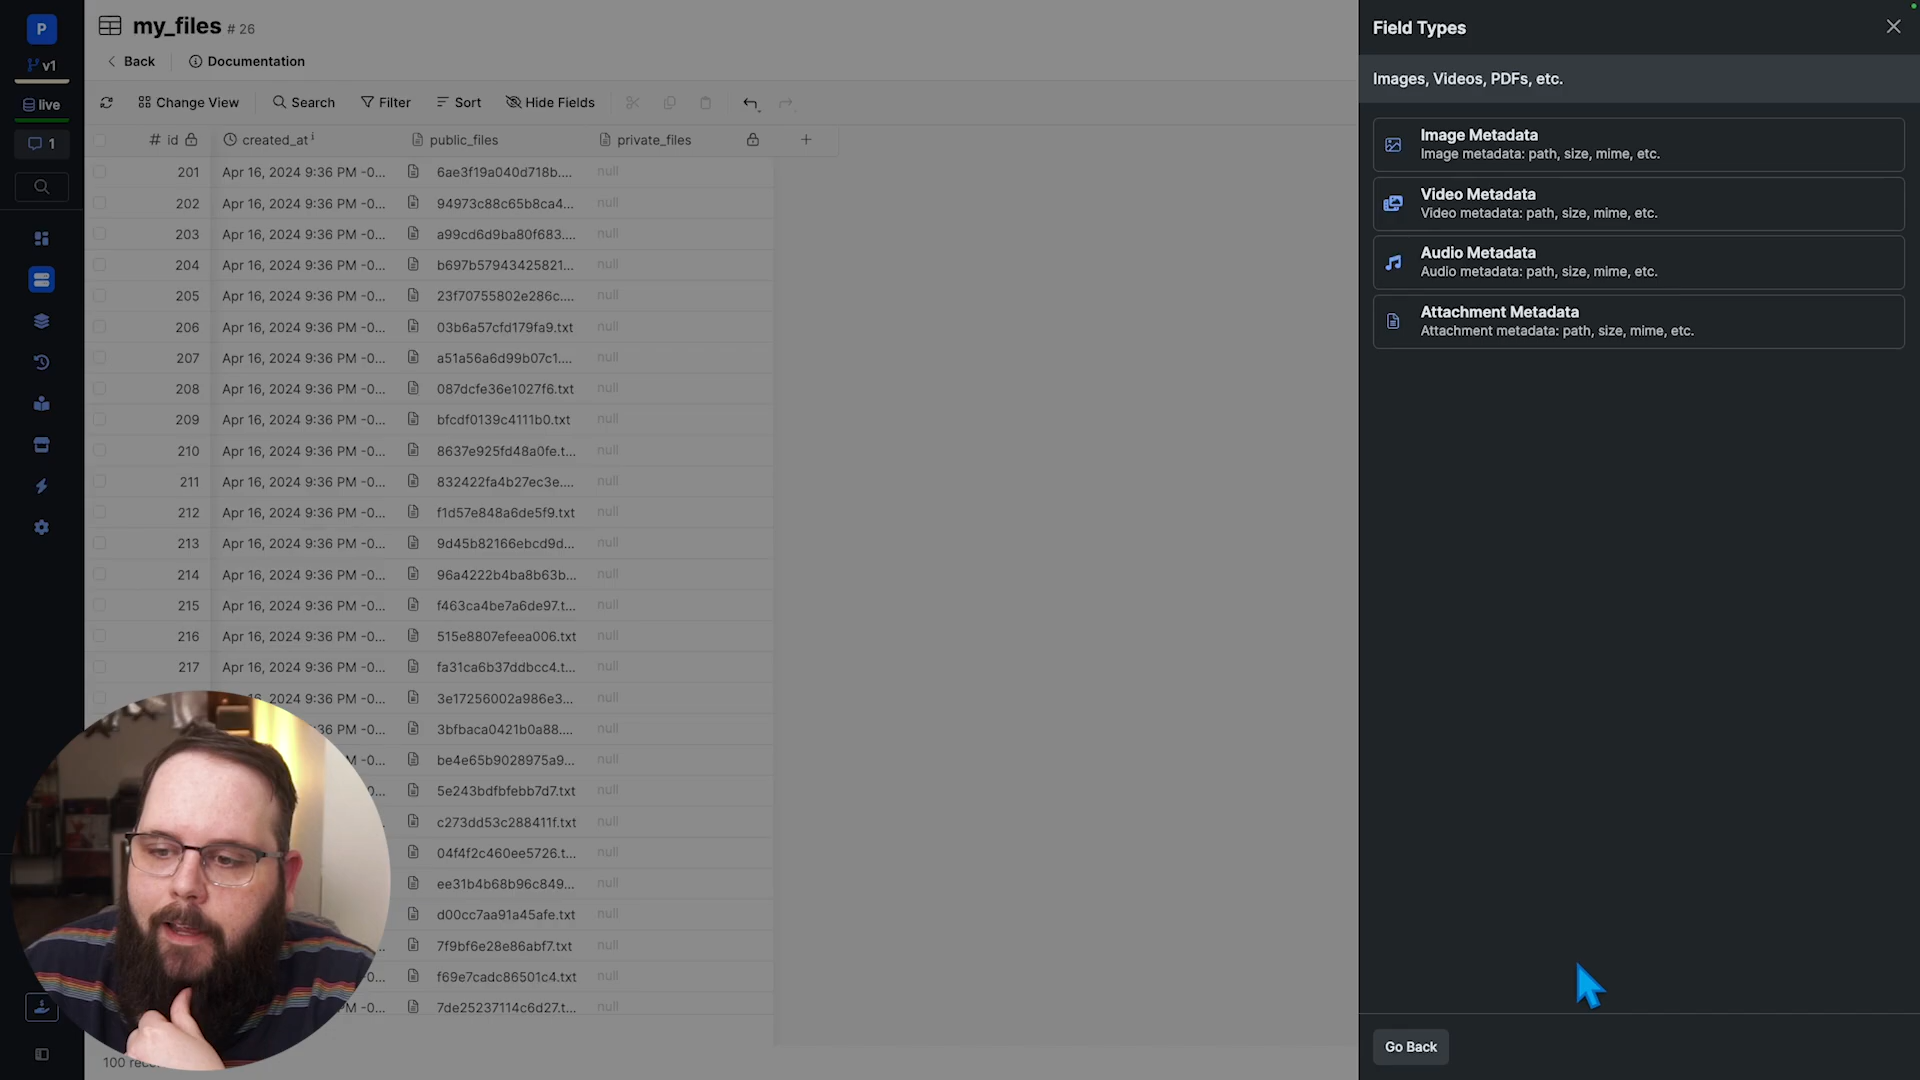 P
my_files # 26
Field Types
v1
Back
Documentation
Images, Videos, PDFs, etc.
live
Change View
Search
Filter
Sort
Hide Fields
1
# id
created_at i
public_files
private_files
+
Image Metadata
Image metadata: path, size, mime, etc.
Video Metadata
Video metadata: path, size, mime, etc.
Audio Metadata
Audio metadata: path, size, mime, etc.
Attachment Metadata
Attachment metadata: path, size, mime, etc.
201 Apr 16, 2024 9:36 PM -0... 6ae3f19a040d718b.... null
202 Apr 16, 2024 9:36 PM -0... 94973c88c65b8ca4... null
203 Apr 16, 2024 9:36 PM -0... a99cd6d9ba80f683.... null
204 Apr 16, 2024 9:36 PM -0... b697b57943425821... null
205 Apr 16, 2024 9:36 PM -0... 23f70755802e286c.... null
206 Apr 16, 2024 9:36 PM -0... 03b6a57cfd179fa9.txt null
207 Apr 16, 2024 9:36 PM -0... a51a56a6d99b07c1.... null
208 Apr 16, 2024 9:36 PM -0... 087dcfe36e1027f6.txt null
209 Apr 16, 2024 9:36 PM -0... bfcdf0139c4111b0.txt null
210 Apr 16, 2024 9:36 PM -0... 8637e925fd48a0fe.t... null
211 Apr 16, 2024 9:36 PM -0... 832422fa4b27ec3e.... null
212 Apr 16, 2024 9:36 PM -0... f1d57e848a6de5f9.txt null
213 Apr 16, 2024 9:36 PM -0... 9d45b82166ebcd9d... null
214 Apr 16, 2024 9:36 PM -0... 96a4222b4ba8b63b... null
215 Apr 16, 2024 9:36 PM -0... f463ca4be7a6de97.t... null
216 Apr 16, 2024 9:36 PM -0... 515e8807efeea006.txt null
217 Apr 16, 2024 9:36 PM -0... fa31ca6b37ddbcc4.t... null
16, 2024 9:36 PM -0... 3e17256002a986e3... null
36 PM -0... 3bfbaca0421b0a88.... null
M -0... be4e65b9028975a9... null
0... 5e243bdfbfebb7d7.txt null
c273dd53c288411f.txt null
04f4f2c460ee5726.t... null
ee31b4b68b96c849... null
d00cc7aa91a45afe.txt null
7f9bf6e28e86abf7.txt null
0... f69e7cadc86501c4.txt null
M -0... 7de25237114c6d27.t... null
100
Go Back